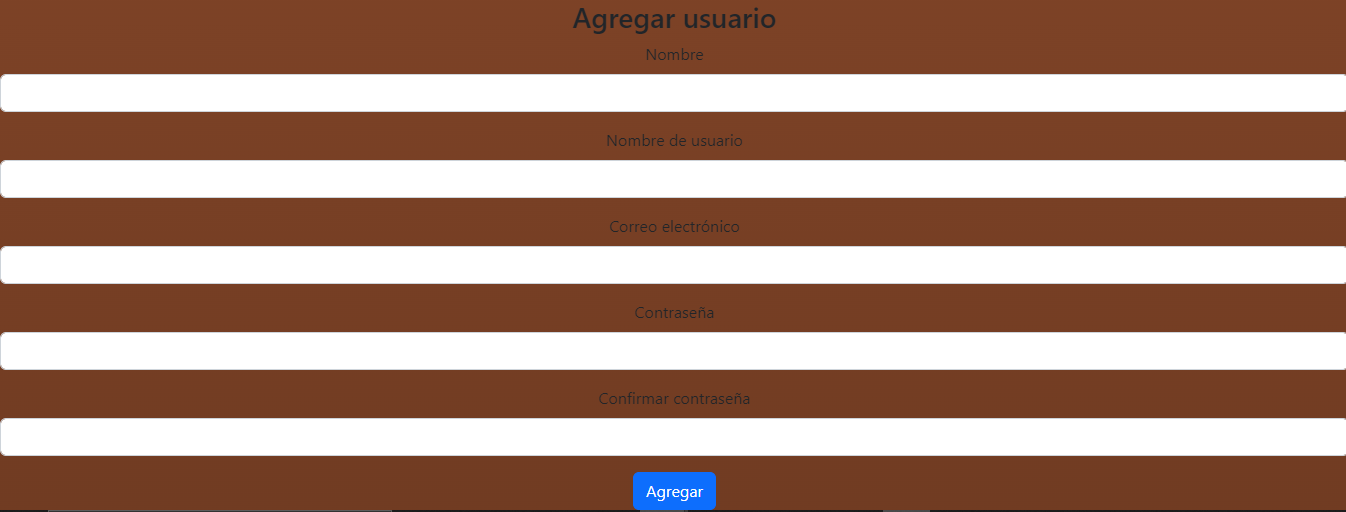 Agregar usuario
Nombre
Nombre de usuario
Correo electrónico
Contraseña
Confirmar contraseña
Agregar